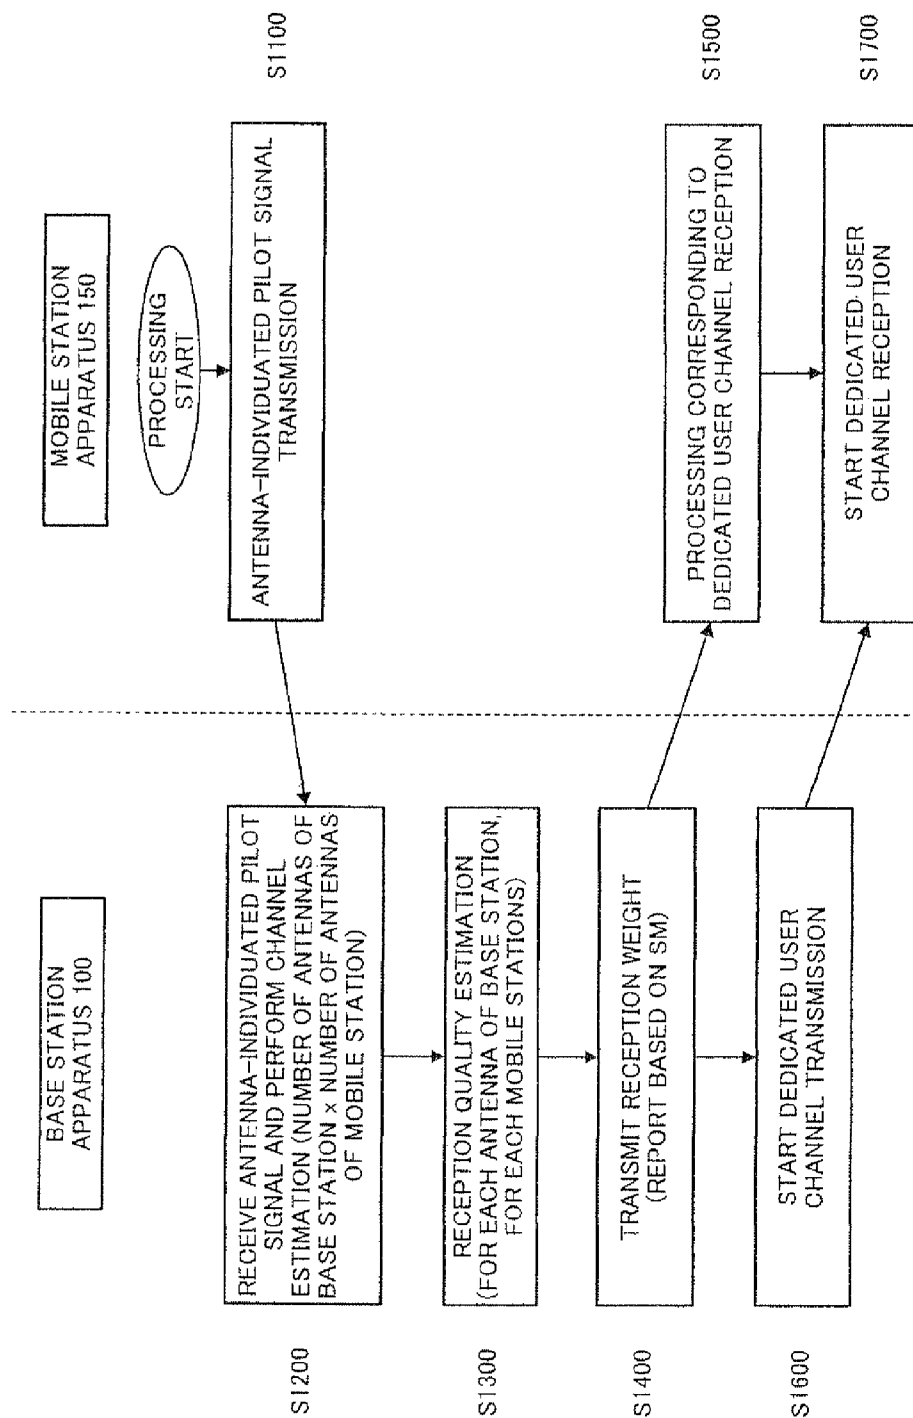 BASE STATION
APPARATUS 100
MOBILE STATION
APPARATUS 150
PROCESSING
START
ANTENNA-INDIVIDUATED PILOT SIGNAL
TRANSMISSION
S1100
S1200
RECEIVE ANTENNA-INDIVIDUATED PILOT
SIGNAL AND PERFORM CHANNEL
ESTIMATION (NUMBER OF ANTENNAS OF
BASE STATION x NUMBER OF ANTENNAS
OF MOBILE STATION)
S1300
RECEPTION QUALITY ESTIMATION
(FOR EACH ANTENNA OF BASE STATION,
FOR EACH MOBILE STATIONS)
S1400
TRANSMIT RECEPTION WEIGHT
(REPORT BASED ON SM)
PROCESSING CORRESPONDING TO
DEDICATED USER CHANNEL RECEPTION
S1500
S1600
START DEDICATED USER
CHANNEL TRANSMISSION
START DEDICATED USER
CHANNEL RECEPTION
S1700